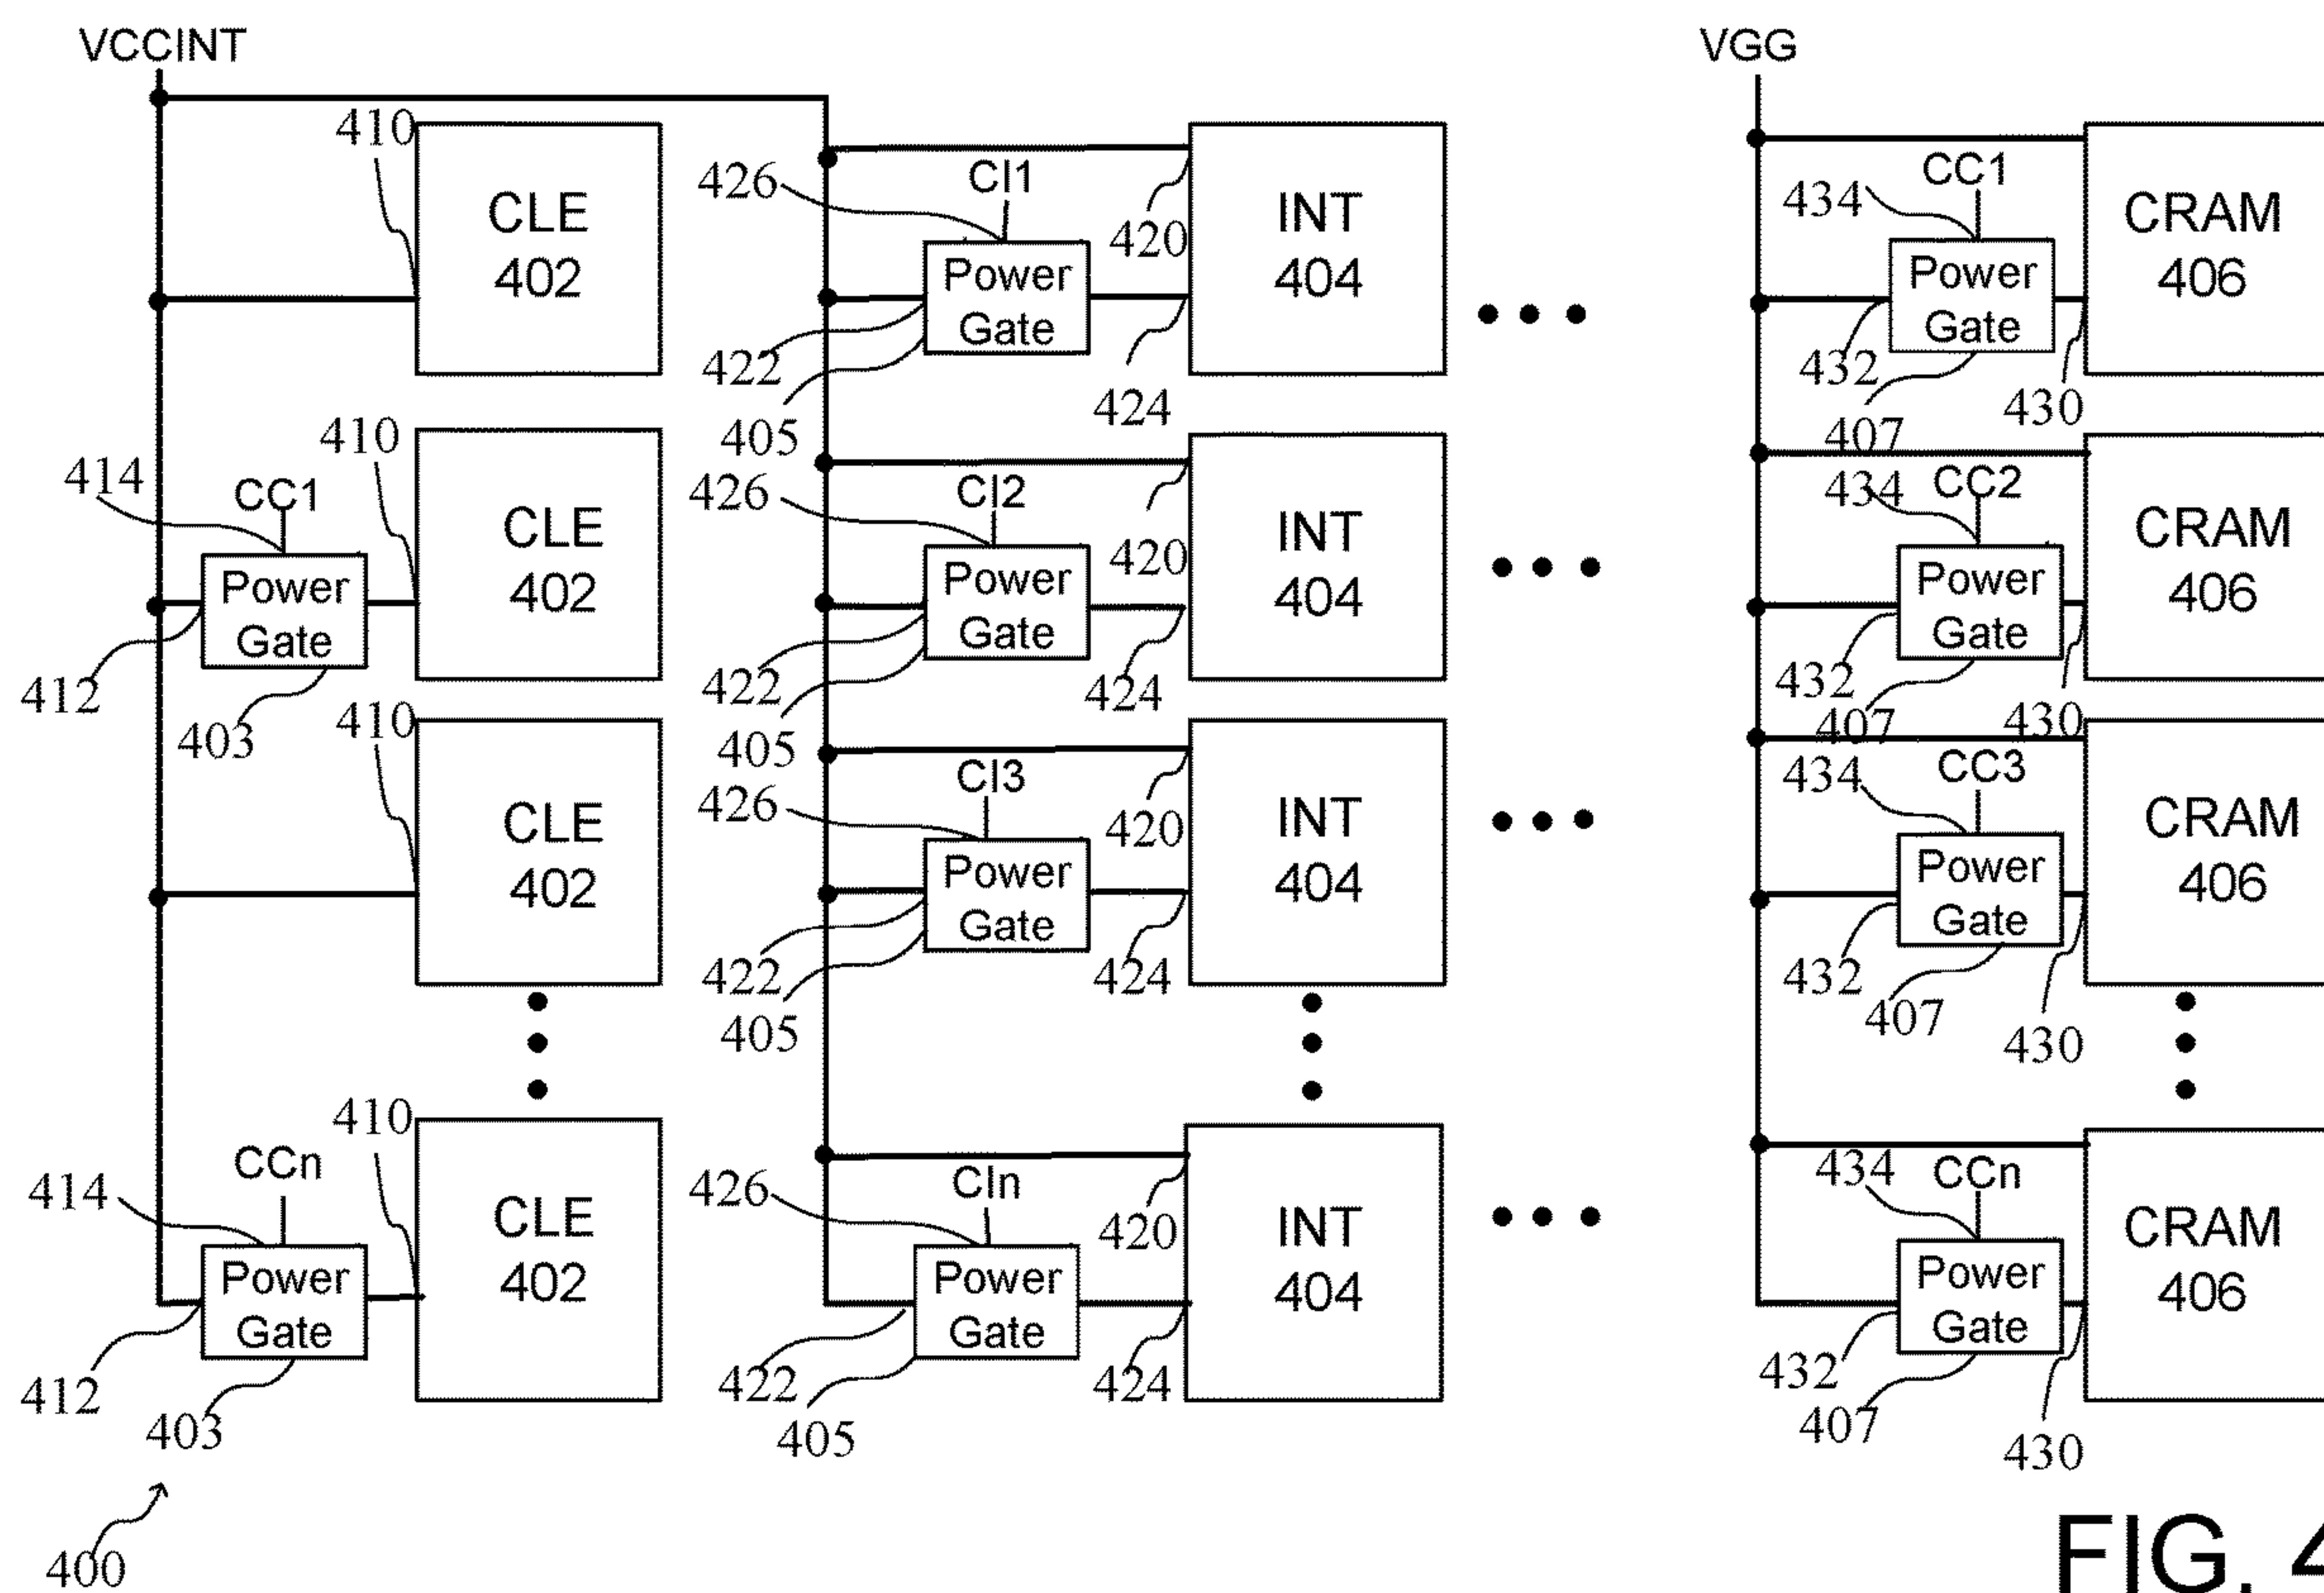 VCCINT
VGG
410
CLE
402
426
CI1
Power
Gate
422
405
420
424
INT
404
434
CC1
Power
Gate
432
407
430
CRAM
406
414
CC1
Power
Gate
412
403
410
CLE
402
426
CI2
Power
Gate
422
405
420
424
INT
404
434
CC2
Power
Gate
432
407
430
CRAM
406
410
CLE
402
426
CI3
Power
Gate
422
405
420
424
INT
404
434
CC3
Power
Gate
432
407
430
CRAM
406
414
CCn
Power
Gate
412
403
410
CLE
402
426
CIn
Power
Gate
422
405
420
424
INT
404
434
CCn
Power
Gate
432
407
430
CRAM
406
400
FIG. 4